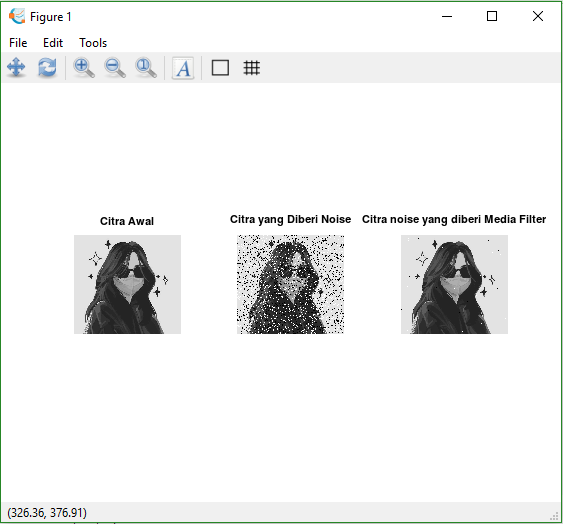 Figure 1
File Edit Tools
A
Citra Awal
Citra yang Diberi Noise
Citra noise yang diberi Media Filter
(326.36, 376.91)